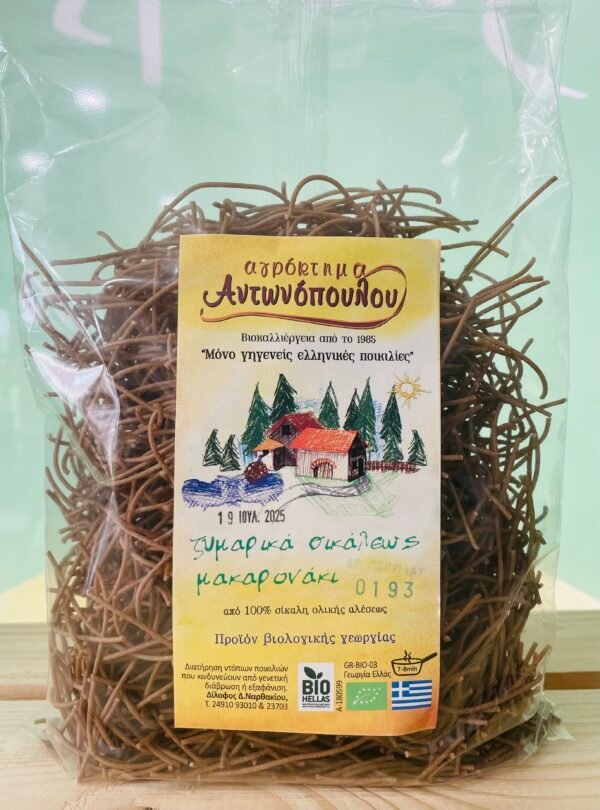 αγρόκτημα
Αντωνόπουλου
Βιοκαλλιέργεια από το 1985
"Μόνο γηγενείς ελληνικές ποικιλίες"
19 ΙΟΥΛ. 2025
ζυμαρικά σικάλεως
μακαρονάκι
0193
από 100% σίκαλη ολικής αλέσεως
Προϊόν βιολογικής γεωργίας
Διατήρηση ντόπιων ποικιλιών
που κινδυνεύουν από γενετική
διάβρωση ή εξαφάνιση.
Δίλοφος Δ.Ναρθακίου,
Τ. 24910 93010 & 23703
BIO
HELLAS
A-180599
GR-BIO-03
Γεωργία Ελλάς
7-8min